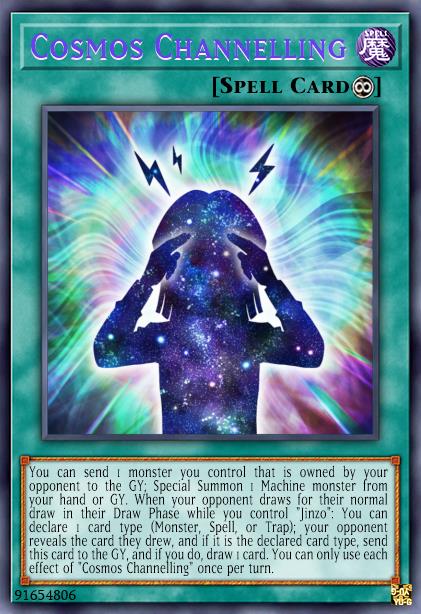 COSMOS CHANNELLING
SPELL
魔
[SPELL CARD]
You can send 1 monster you control that is owned by your
opponent to the GY; Special Summon 1 Machine monster from
your hand or GY. When your opponent draws for their normal
draw in their Draw Phase while you control "Jinzo": You can
declare 1 card type (Monster, Spell, or Trap); your opponent
reveals the card they drew, and if it is the declared card type, send
this card to the GY, and if you do, draw 1 card. You can only use each
effect of "Cosmos Channelling" once per turn.
91654806